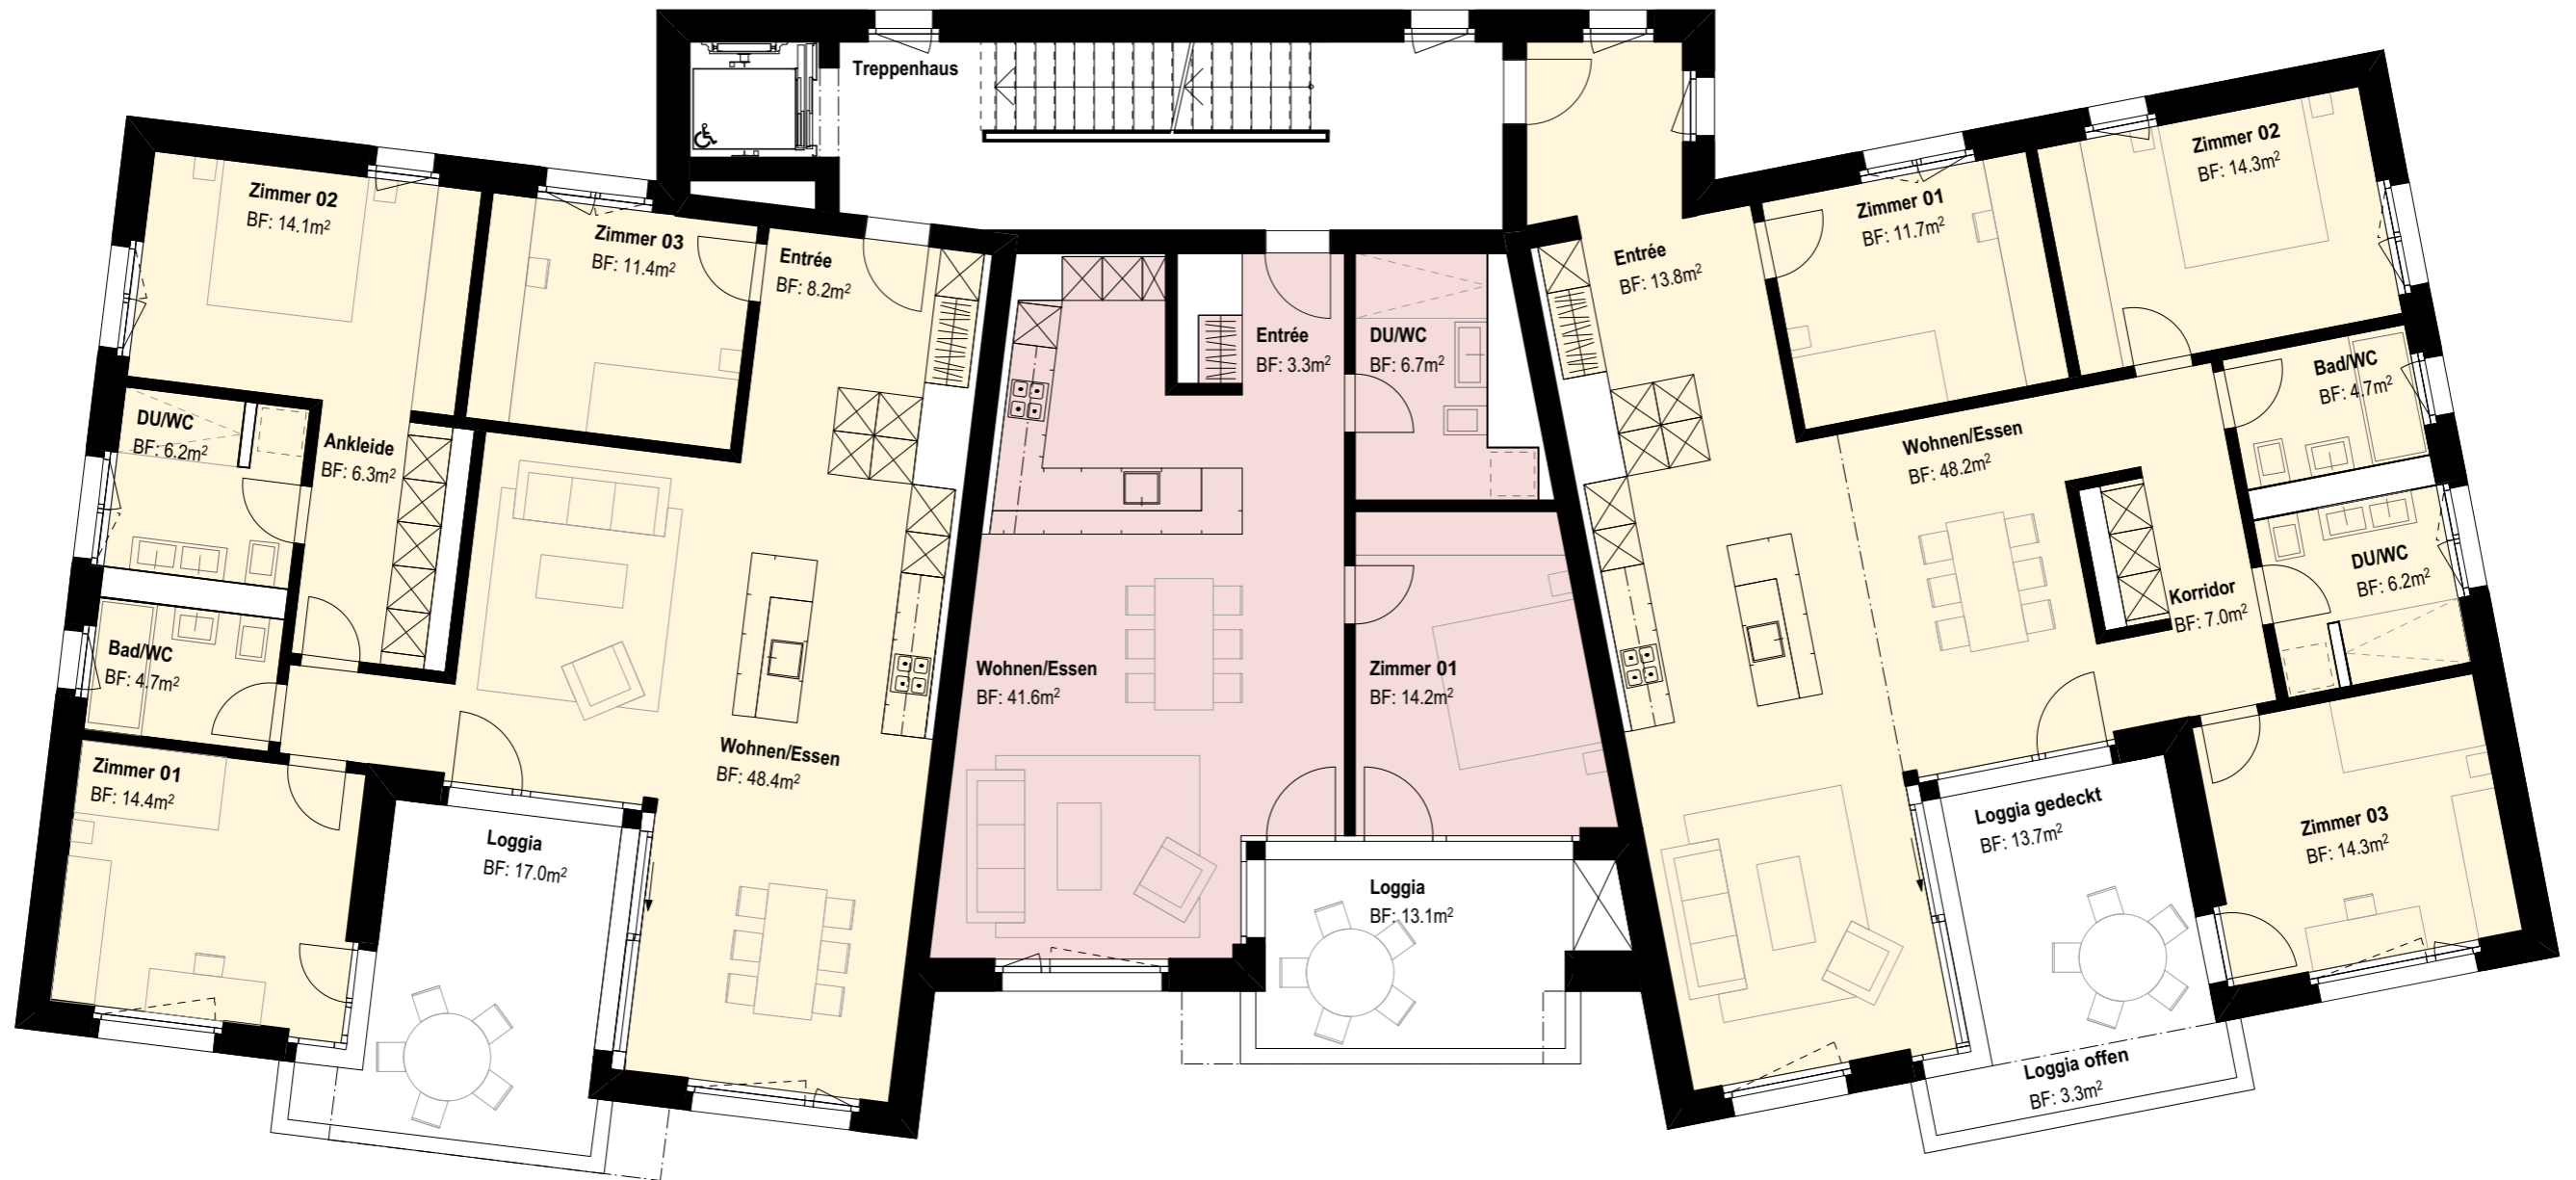 Treppenhaus
Zimmer 02
BF: 14.1m²
Zimmer 03
BF: 11.4m²
Entrée
BF: 8.2m²
DU/WC
BF: 6.2m²
Ankleide
BF: 6.3m²
Bad/WC
BF: 4.7m²
Zimmer 01
BF: 14.4m²
Loggia
BF: 17.0m²
Wohnen/Essen
BF: 48.4m²
Entrée
BF: 3.3m²
DU/WC
BF: 6.7m²
Wohnen/Essen
BF: 41.6m²
Zimmer 01
BF: 14.2m²
Loggia
BF: 13.1m²
Entrée
BF: 13.8m²
Zimmer 01
BF: 11.7m²
Zimmer 02
BF: 14.3m²
Bad/WC
BF: 4.7m²
Wohnen/Essen
BF: 48.2m²
DU/WC
BF: 6.2m²
Korridor
BF: 7.0m²
Loggia gedeckt
BF: 13.7m²
Zimmer 03
BF: 14.3m²
Loggia offen
BF: 3.3m²